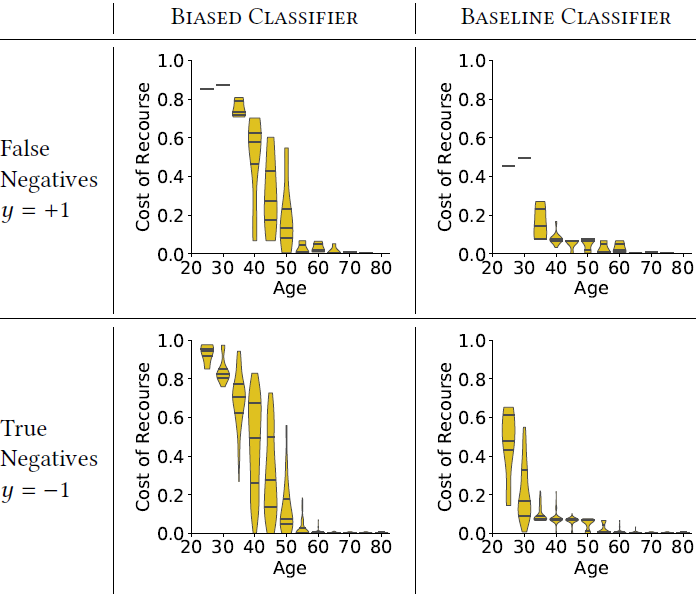 BIASED CLASSIFIER
BASELINE CLASSIFIER
False
Negatives
y = +1
Cost of Recourse
1.0
0.8
0.6
0.4
0.2
0.0
20 30 40 50 60 70 80
Age
Cost of Recourse
1.0
0.8
0.6
0.4
0.2
0.0
20 30 40 50 60 70 80
Age
True
Negatives
y = −1
Cost of Recourse
1.0
0.8
0.6
0.4
0.2
0.0
20 30 40 50 60 70 80
Age
Cost of Recourse
1.0
0.8
0.6
0.4
0.2
0.0
20 30 40 50 60 70 80
Age